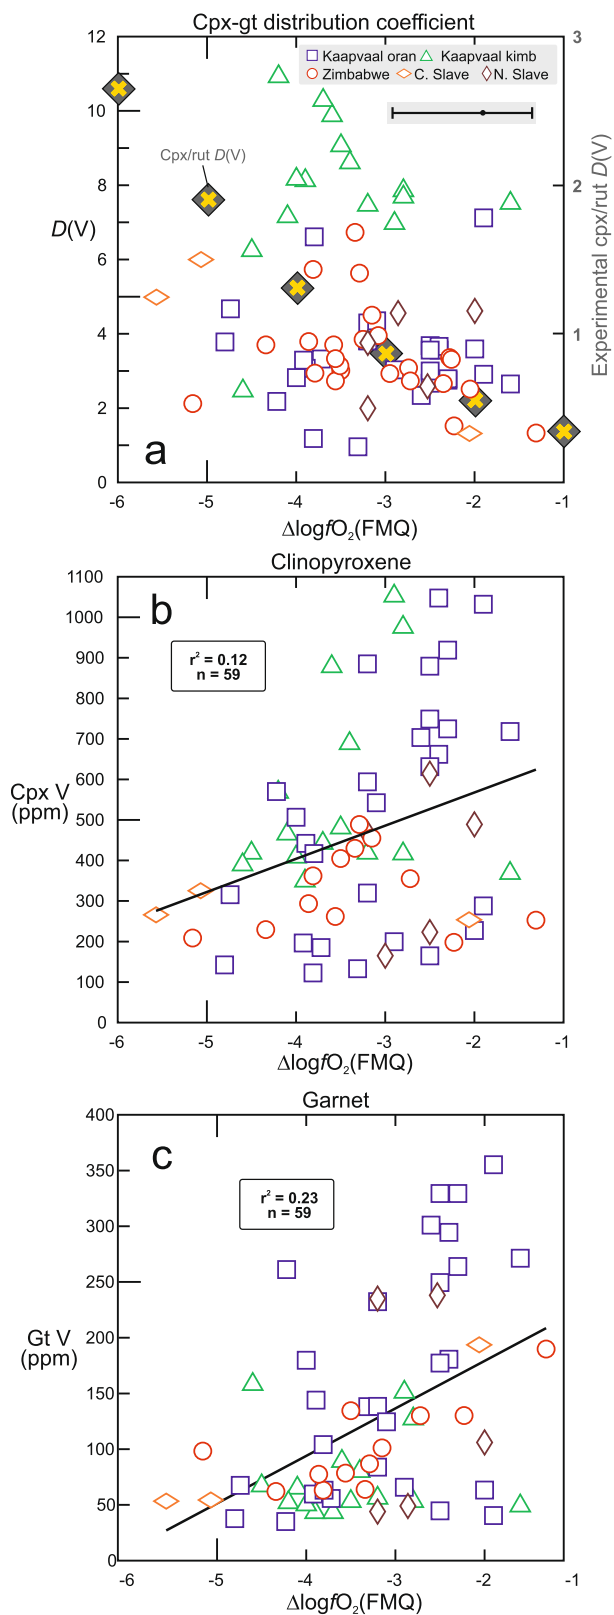 Cpx-gt distribution coefficient
12
10
8
6
4
2
0
D(V)
3
2
1
Experimental cpx/rut D(V)
Kaapvaal oran
Kaapvaal kimb
Zimbabwe
C. Slave
N. Slave
Cpx/rut D(V)
a
-6
-5
-4
-3
-2
-1
ΔlogfO₂(FMQ)
Clinopyroxene
1100
1000
900
800
700
600
500
400
300
200
100
0
Cpx V
(ppm)
b
r² = 0.12
n = 59
-6
-5
-4
-3
-2
-1
ΔlogfO₂(FMQ)
Garnet
400
350
300
250
200
150
100
50
0
Gt V
(ppm)
c
r² = 0.23
n = 59
-6
-5
-4
-3
-2
-1
ΔlogfO₂(FMQ)